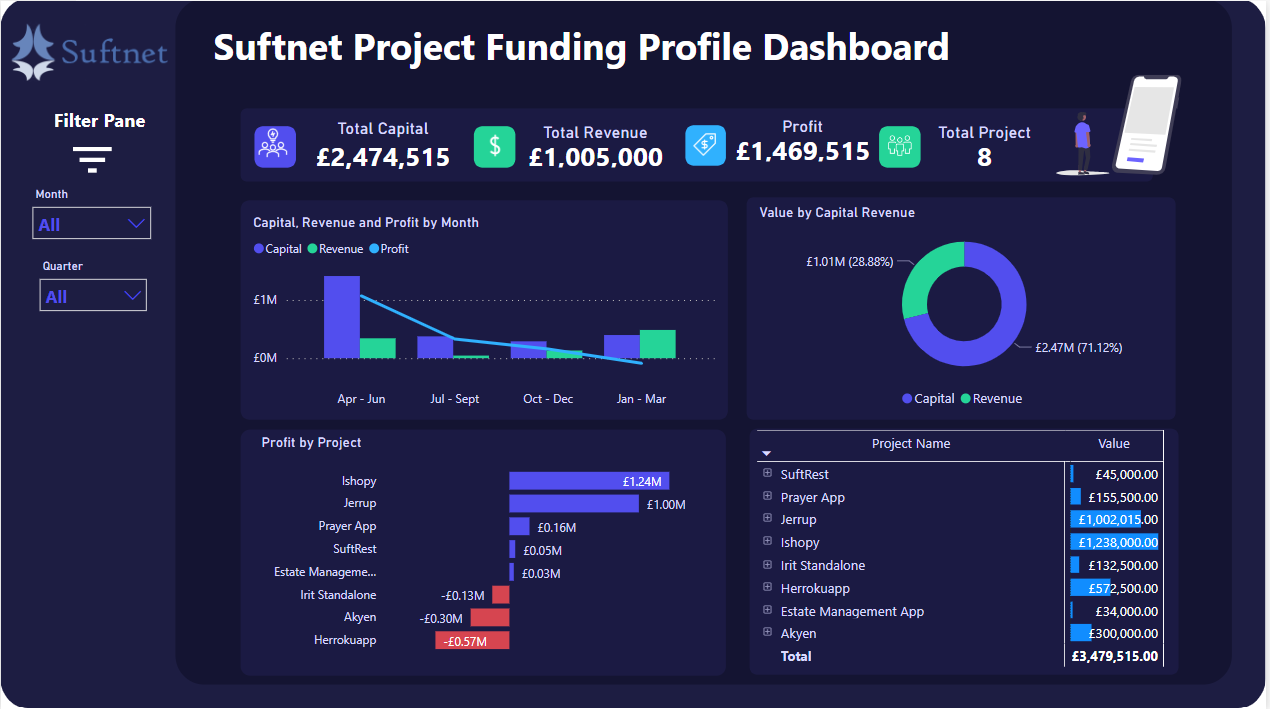 Suftnet
Suftnet Project Funding Profile Dashboard
Filter Pane
Month
All
Quarter
All
Total Capital
£2,474,515
$
Total Revenue
£1,005,000
$
Profit
£1,469,515
Total Project
8
Capital, Revenue and Profit by Month
Capital Revenue Profit
£1M
£0M
Apr - Jun Jul - Sept Oct - Dec Jan - Mar
Value by Capital Revenue
£1.01M (28.88%)
£2.47M (71.12%)
Capital Revenue
Profit by Project
Ishopy £1.24M
Jerrup £1.00M
Prayer App £0.16M
SuftRest £0.05M
Estate Manageme... £0.03M
Irit Standalone -£0.13M
Akyen -£0.30M
Herrokuapp -£0.57M
Project Name Value
SuftRest £45,000.00
Prayer App £155,500.00
Jerrup £1,002,015.00
Ishopy £1,238,000.00
Irit Standalone £132,500.00
Herrokuapp £572,500.00
Estate Management App £34,000.00
Akyen £300,000.00
Total £3,479,515.00